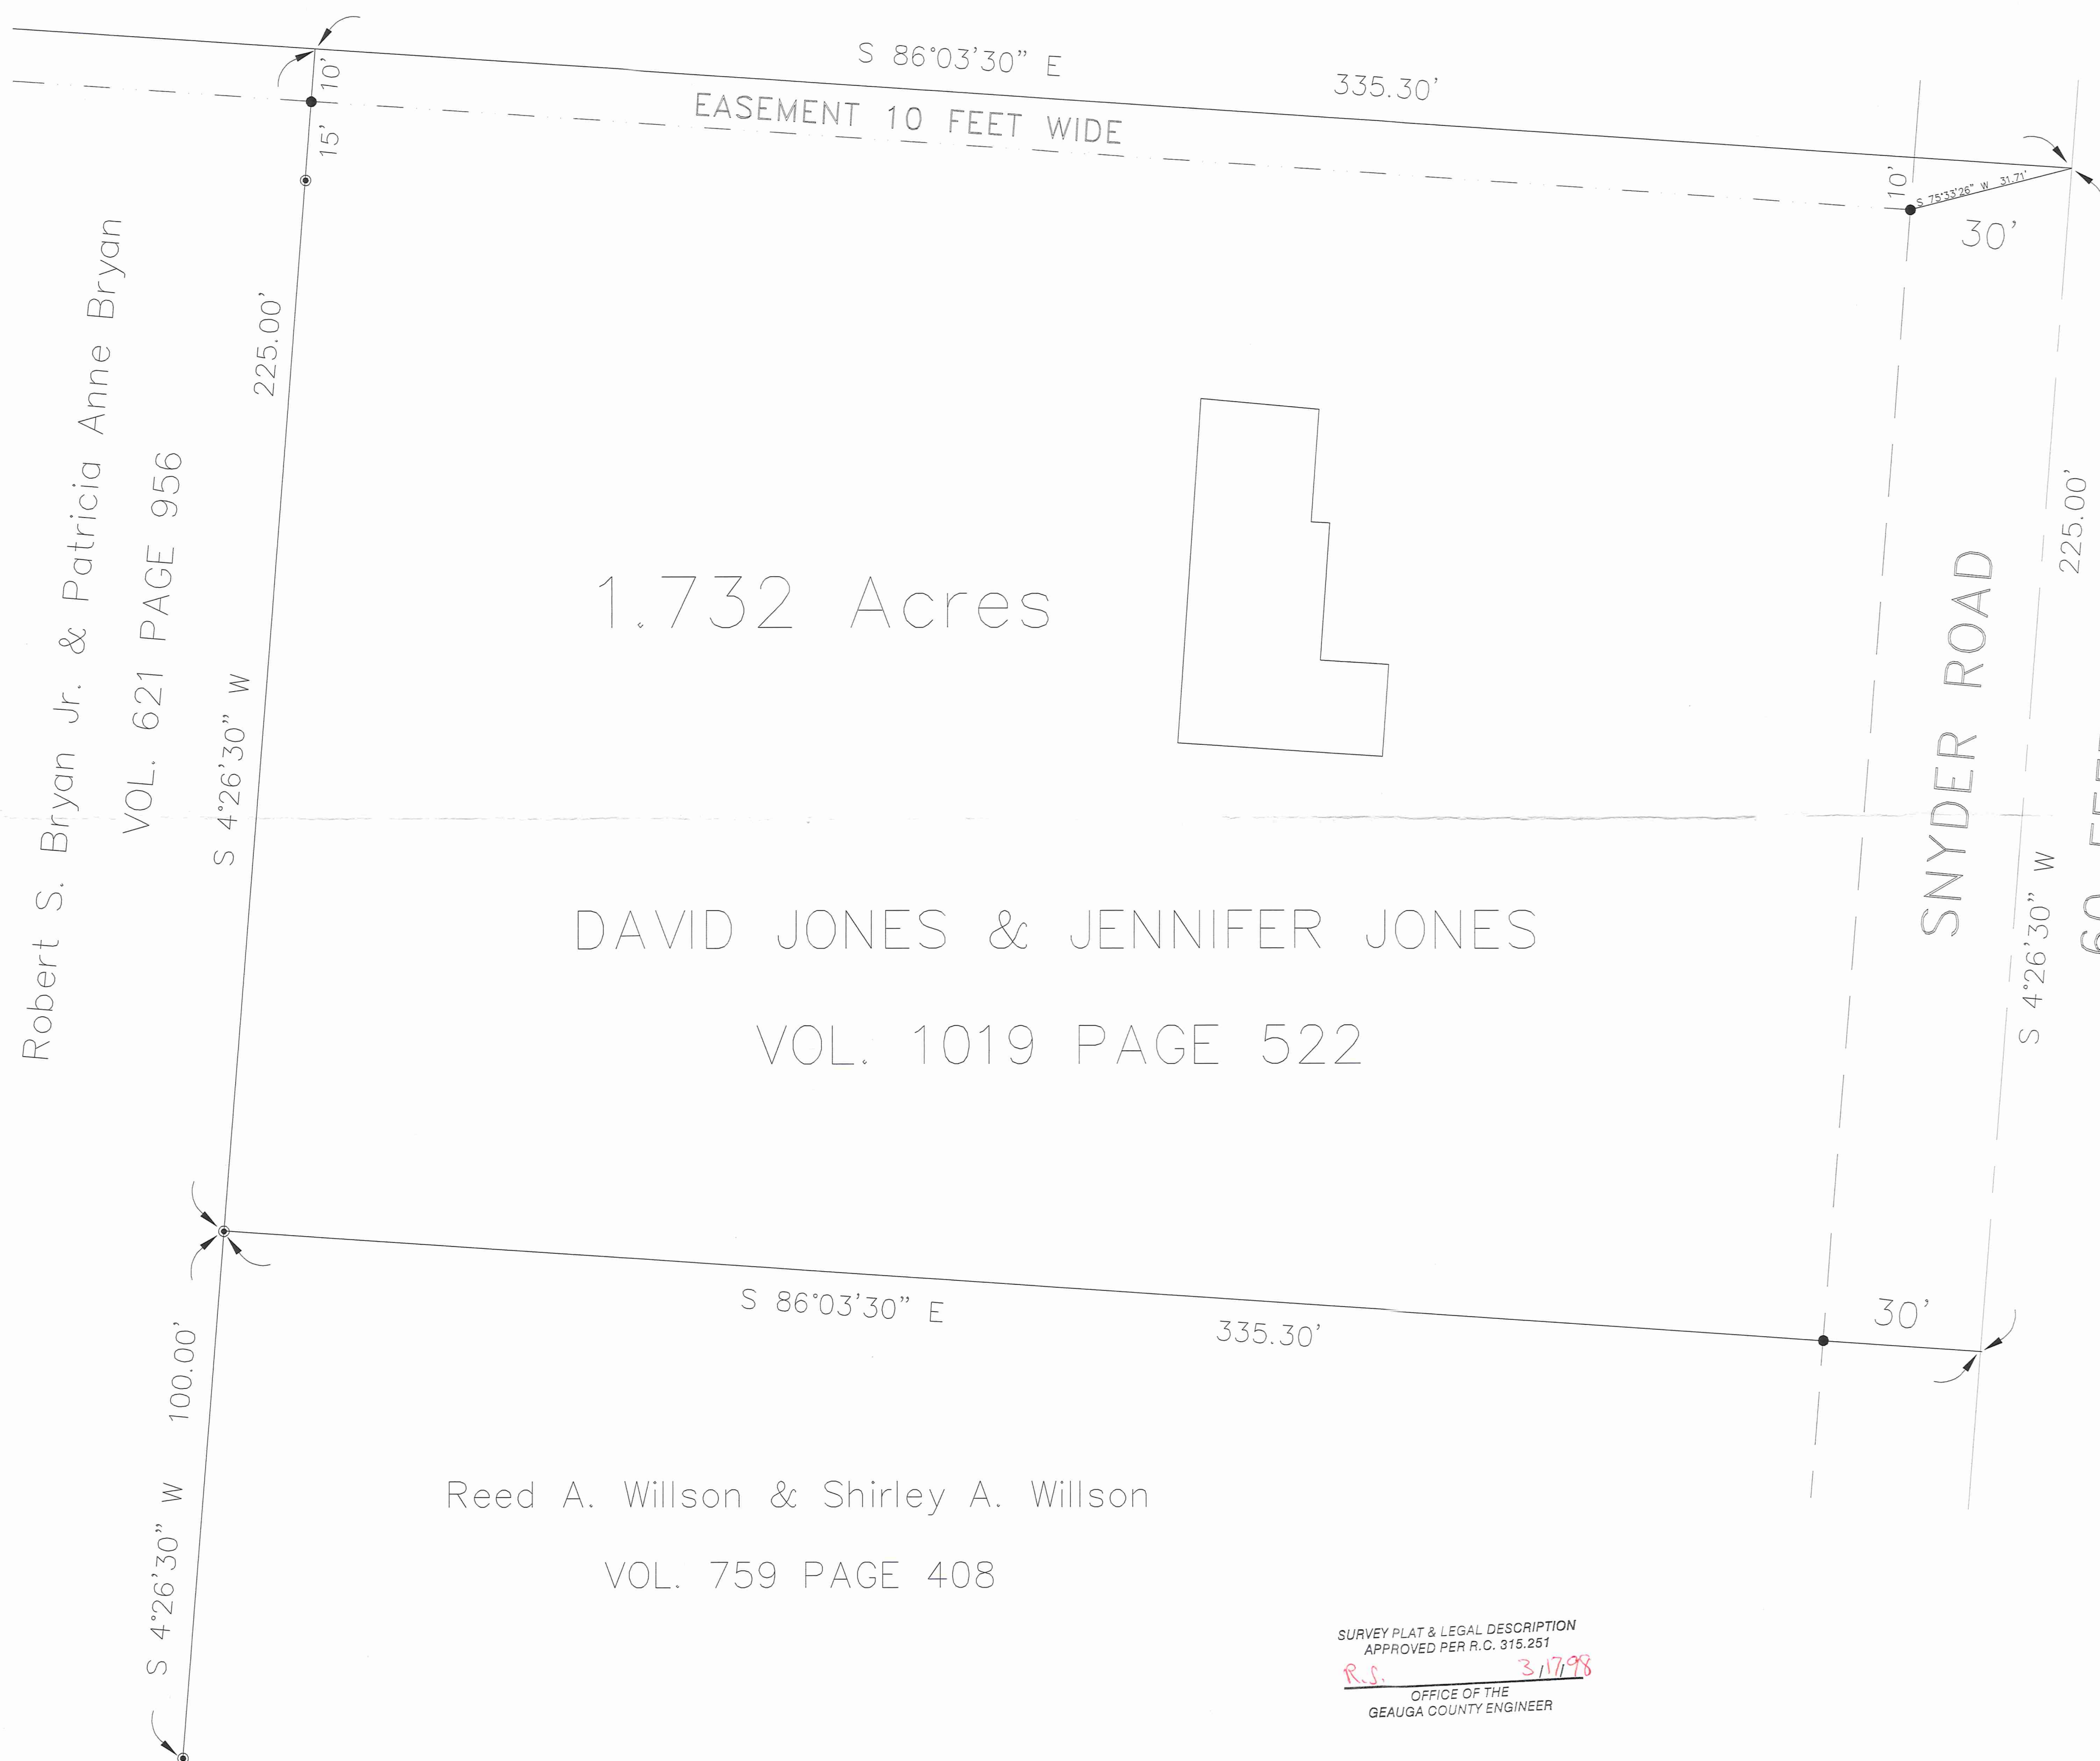 S 86°03'30" E 335.30'
EASEMENT 10 FEET WIDE
10'
15'
10'
S 75°33'26" W 31.71'
30'
225.00'
S 4°26'30" W
Robert S. Bryan Jr. & Patricia Anne Bryan
VOL. 621 PAGE 956
1.732 Acres
DAVID JONES & JENNIFER JONES
VOL. 1019 PAGE 522
SNYDER ROAD
225.00'
S 4°26'30" W
60
30'
S 86°03'30" E 335.30'
S 4°26'30" W 100.00'
Reed A. Willson & Shirley A. Willson
VOL. 759 PAGE 408
SURVEY PLAT & LEGAL DESCRIPTION
APPROVED PER R.C. 315.251
R.S. 3/17/98
OFFICE OF THE
GEAUGA COUNTY ENGINEER